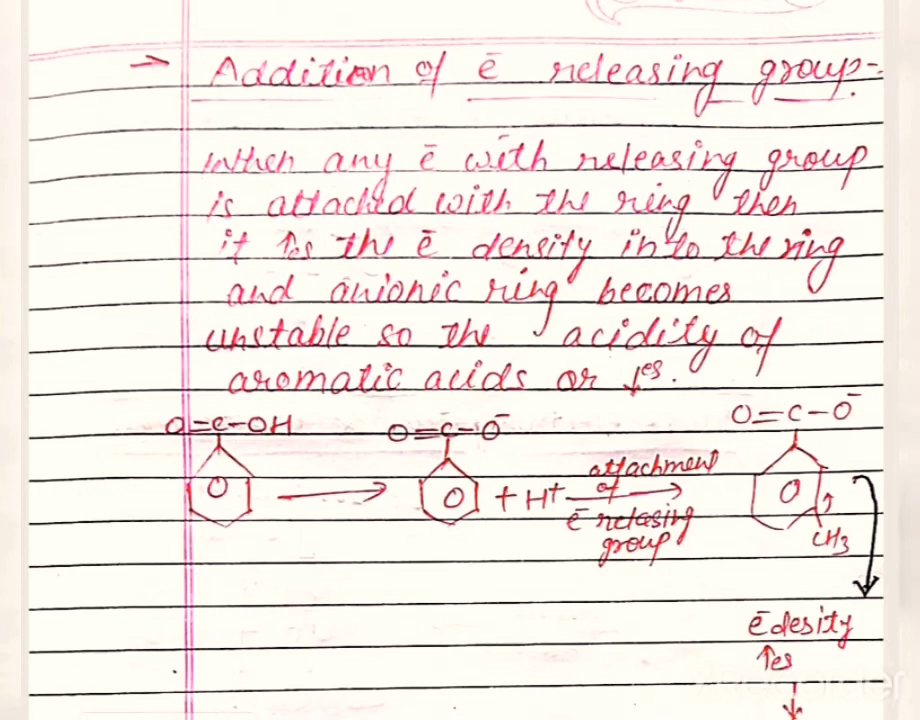 → Addition of ē releasing group:-
When any ē with releasing group
is attached with the ring then
it ↑es the ē density into the ring
and anionic ring becomes
unstable so the acidity of
aromatic acids or ↓es.
O=C-OH
O=C-O⁻
O=C-O⁻
+ H⁺
attachment
of
ē releasing
group
CH3
ē desity
↑es
↓